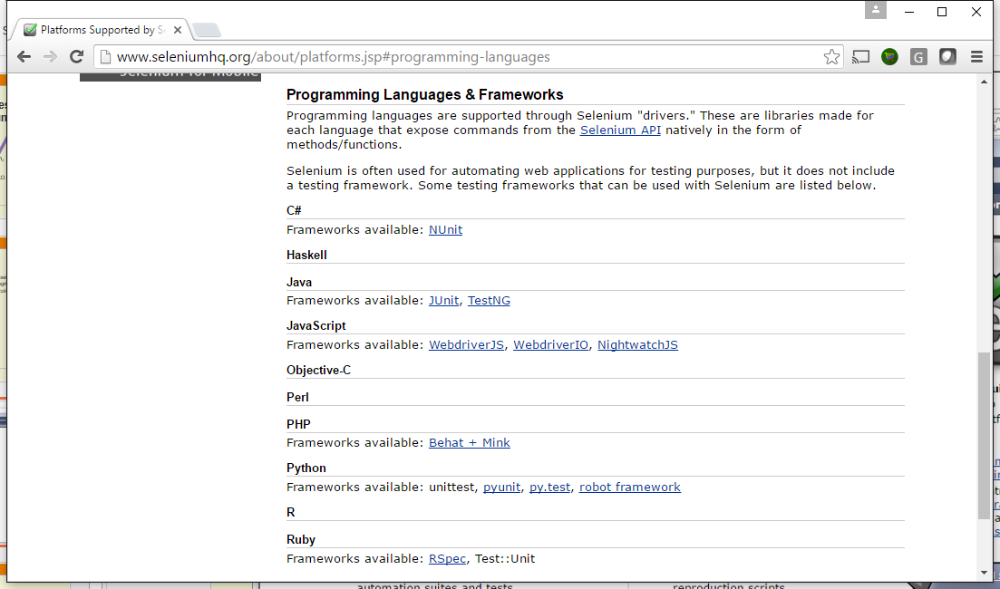 Platforms Supported by S
www.seleniumhq.org/about/platforms.jsp#programming-languages
G
Selenium for Mobile
Programming Languages & Frameworks
Programming languages are supported through Selenium "drivers." These are libraries made for
each language that expose commands from the Selenium API natively in the form of
methods/functions.
Selenium is often used for automating web applications for testing purposes, but it does not include
a testing framework. Some testing frameworks that can be used with Selenium are listed below.
C#
Frameworks available: NUnit
Haskell
Java
Frameworks available: JUnit, TestNG
JavaScript
Frameworks available: WebdriverJS, WebdriverIO, NightwatchJS
Objective-C
Perl
PHP
Frameworks available: Behat + Mink
Python
Frameworks available: unittest, pyunit, py.test, robot framework
R
Ruby
Frameworks available: RSpec, Test::Unit
automation suites and tests
reproduction scripts